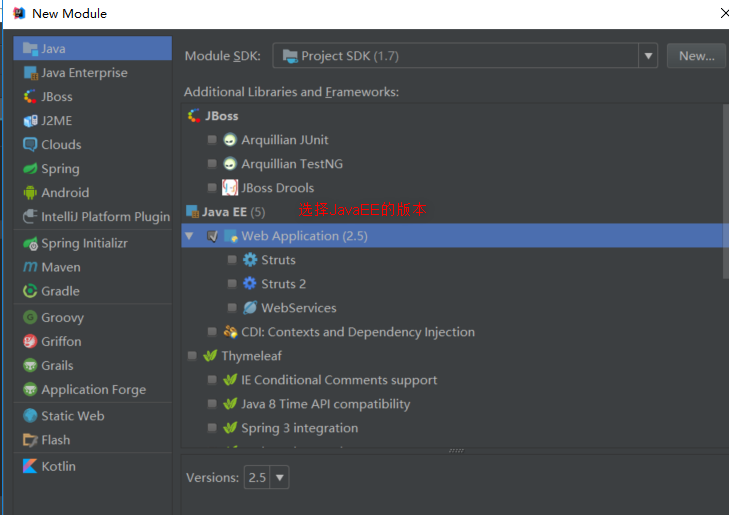 New Module
Java
Java Enterprise
JBoss
J2ME
Clouds
Spring
Android
IntelliJ Platform Plugin
Spring Initializr
Maven
Gradle
Groovy
Griffon
Grails
Application Forge
Static Web
Flash
Kotlin
Module SDK: Project SDK (1.7) New...
Additional Libraries and Frameworks:
JBoss
Arquillian JUnit
Arquillian TestNG
JBoss Drools
Java EE (5) 选择JavaEE的版本
Web Application (2.5)
Struts
Struts 2
WebServices
CDI: Contexts and Dependency Injection
Thymeleaf
IE Conditional Comments support
Java 8 Time API compatibility
Spring 3 integration
Versions: 2.5